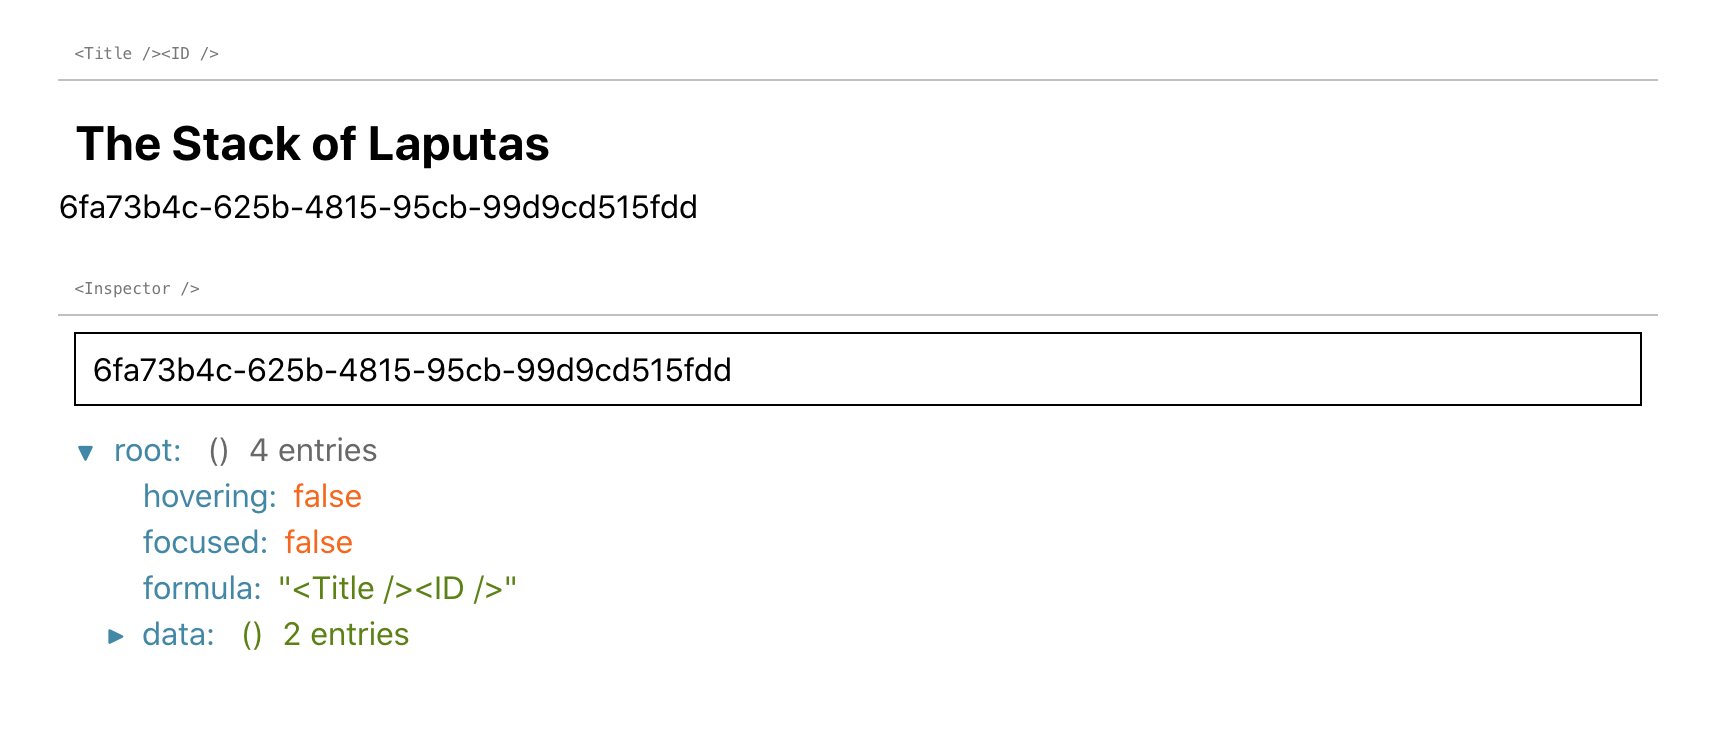 <Title /><ID />
The Stack of Laputas
6fa73b4c-625b-4815-95cb-99d9cd515fdd
<Inspector />
6fa73b4c-625b-4815-95cb-99d9cd515fdd
▼ root: () 4 entries
hovering: false
focused: false
formula: "<Title /><ID />"
▶ data: () 2 entries